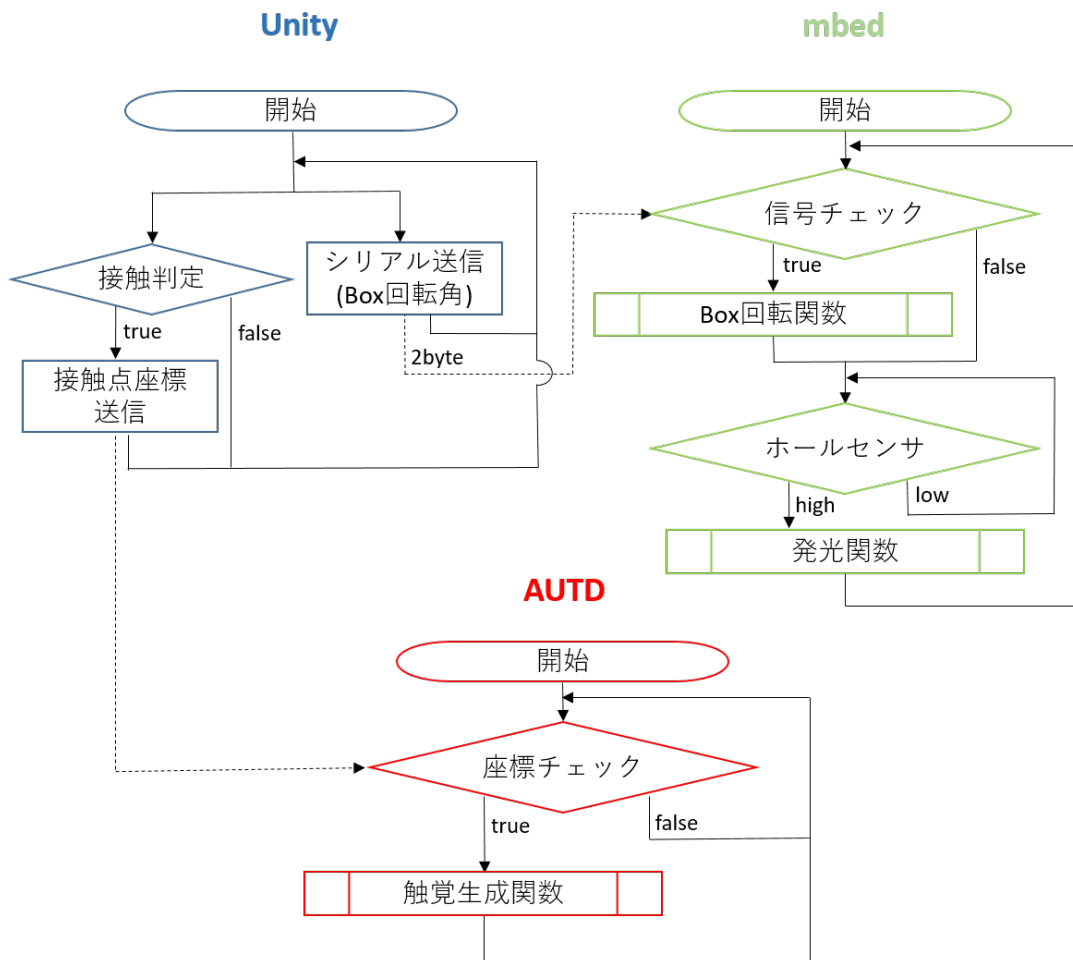 Unity
開始
接触判定
true
false
接触点座標
送信
シリアル送信
(Box回転角)
2byte
mbed
開始
信号チェック
true
false
Box回転関数
ホールセンサ
high
low
発光関数
AUTD
開始
座標チェック
true
false
触覚生成関数